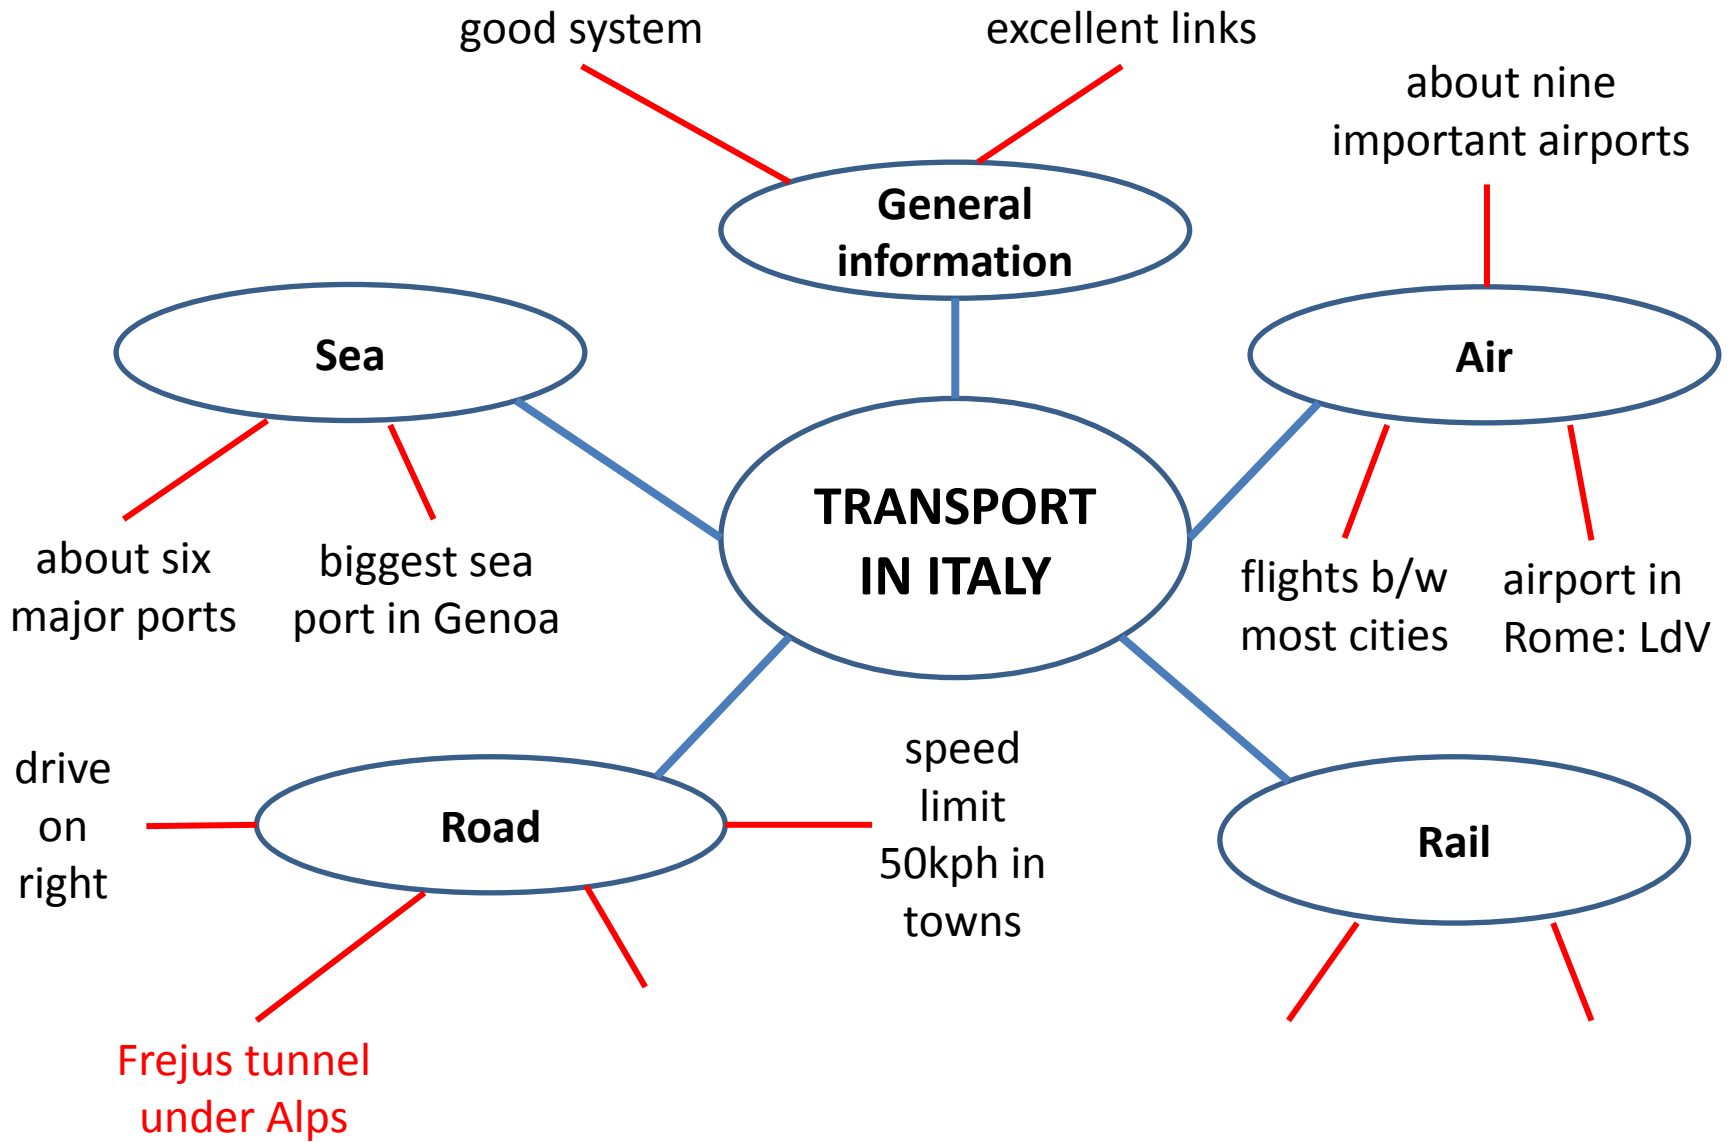 good system
excellent links
about nine
important airports
General
information
Sea
Air
TRANSPORT
IN ITALY
about six
major ports
biggest sea
port in Genoa
flights b/w
most cities
airport in
Rome: LdV
drive
on
right
Road
speed
limit
50kph in
towns
Rail
Frejus tunnel
under Alps